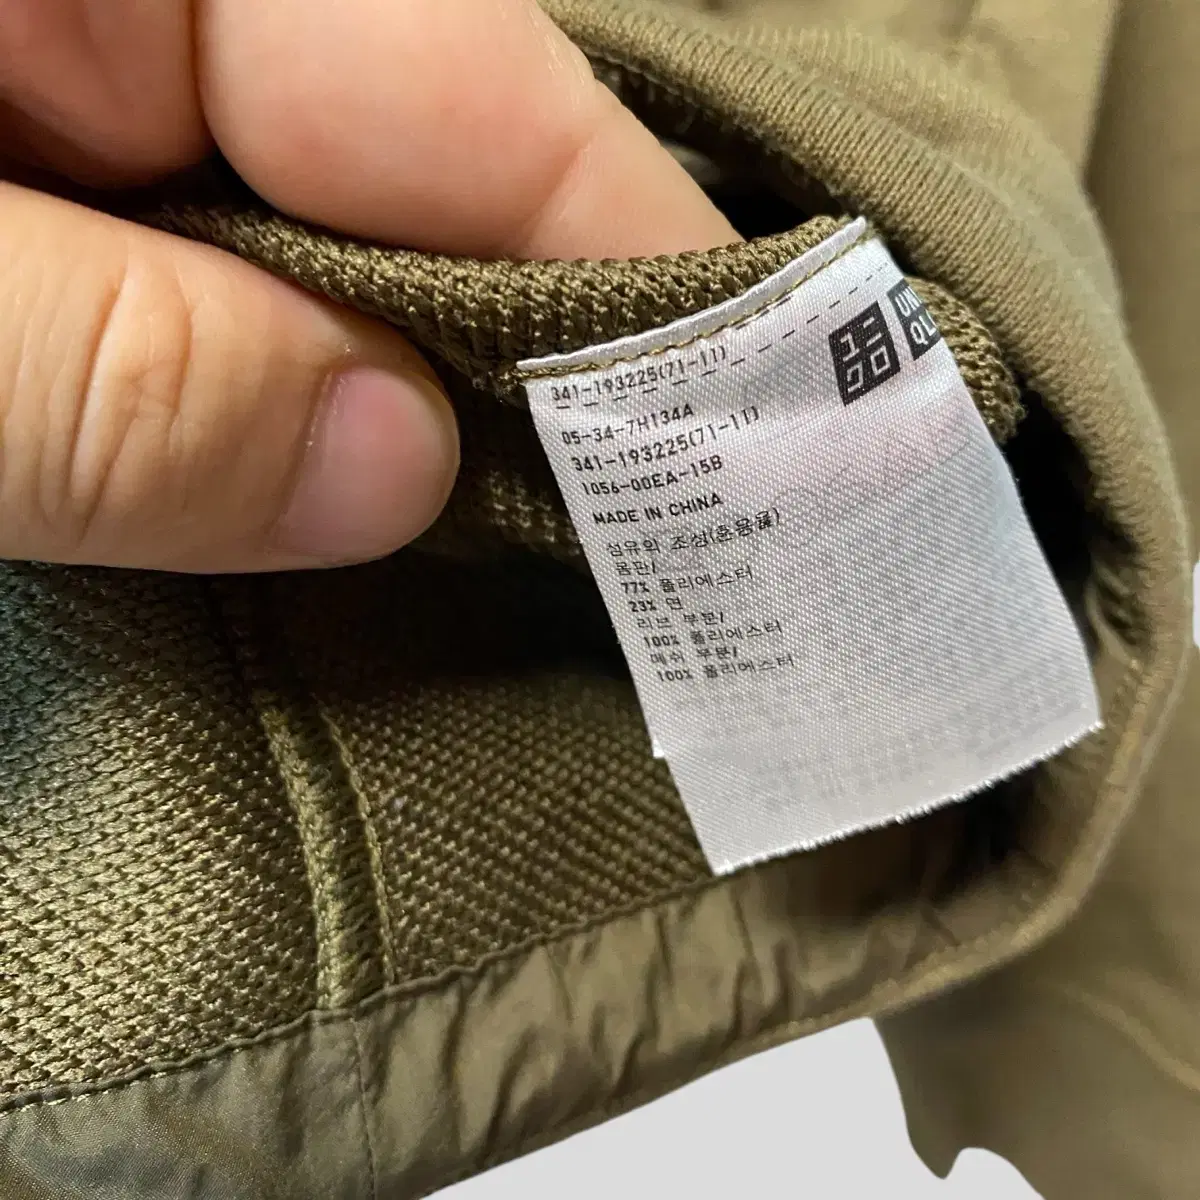 UNI
QL
341-193225(71-11)
05-34-7H134A
341-193225(71-11)
1056-00EA-15B
MADE IN CHINA
섬유의 조성(혼용율)
몸판/
77% 폴리에스터
23% 면
리브 부분/
100% 폴리에스터
메쉬 부분/
100% 폴리에스터